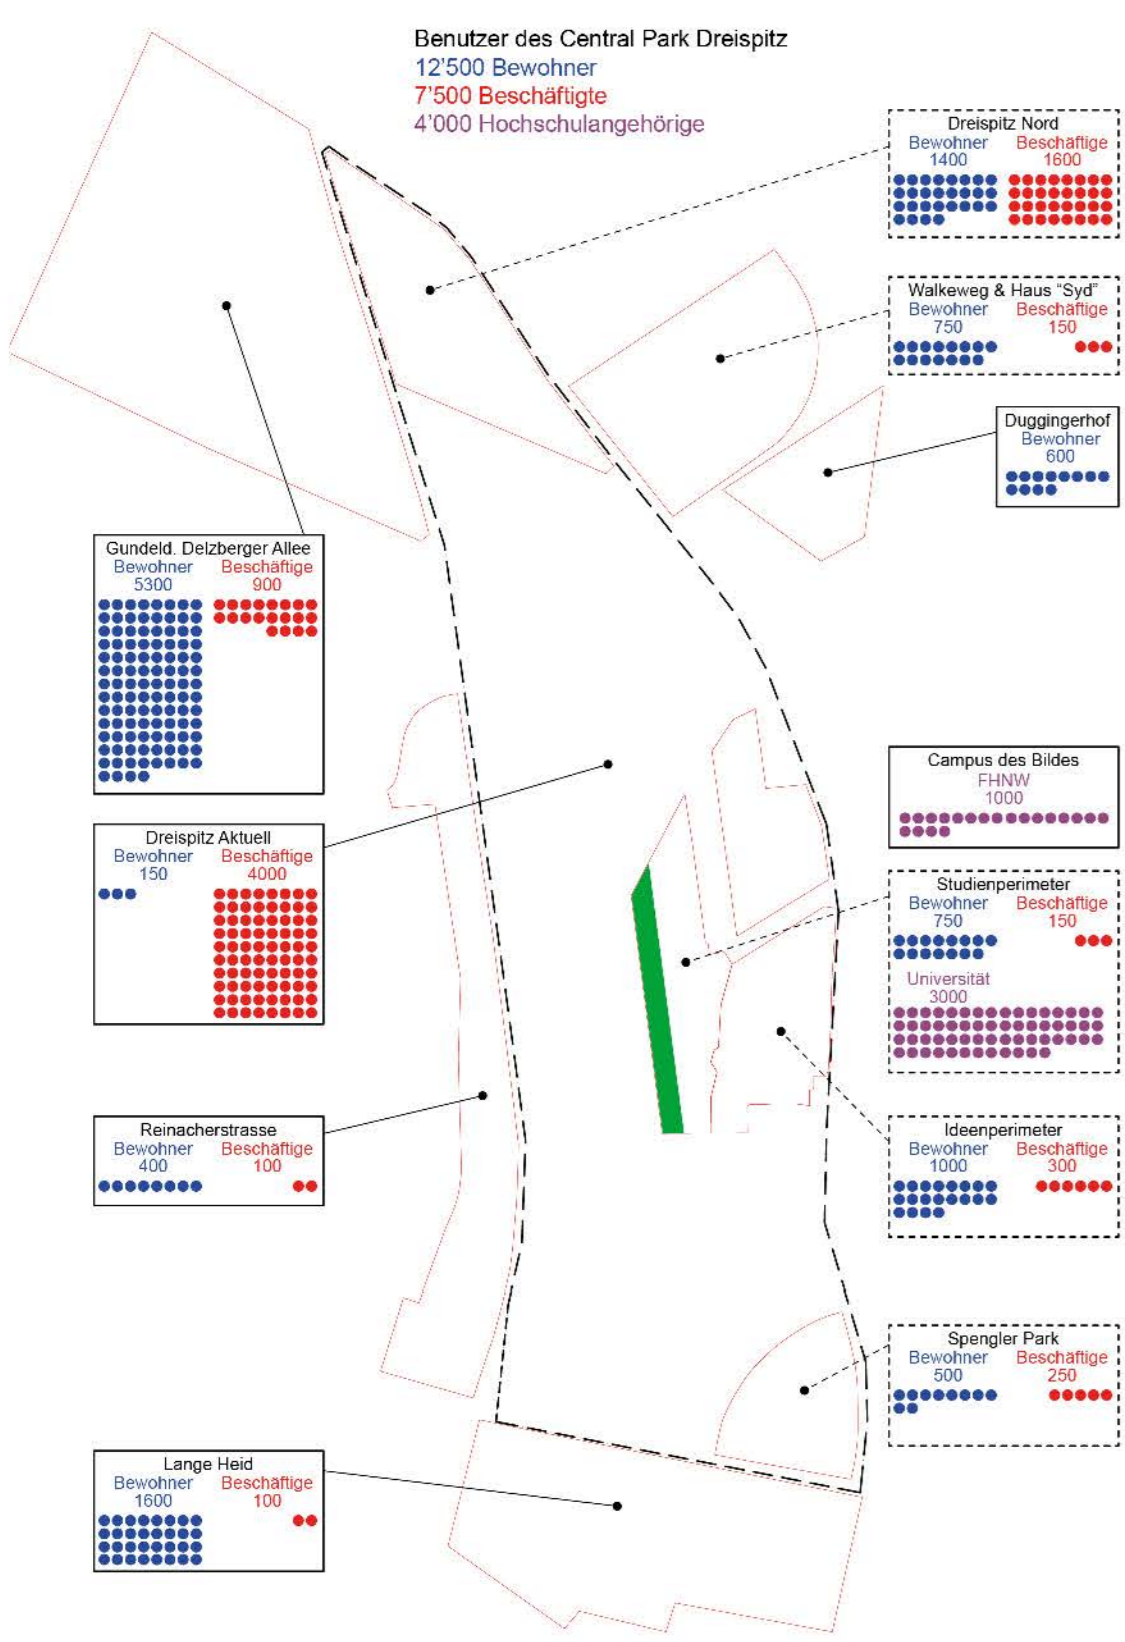 Benutzer des Central Park Dreispitz
12’500 Bewohner
7’500 Beschäftigte
4’000 Hochschulangehörige
Dreispitz Nord
Bewohner Beschäftige
1400 1600
Walkeweg & Haus “Syd”
Bewohner Beschäftige
750 150
Duggingerhof
Bewohner
600
Gundeld. Delzberger Allee
Bewohner Beschäftige
5300 900
Campus des Bildes
FHNW
1000
Dreispitz Aktuell
Bewohner Beschäftige
150 4000
Studienperimeter
Bewohner Beschäftige
750 150
Universität
3000
Reinacherstrasse
Bewohner Beschäftige
400 100
Ideenperimeter
Bewohner Beschäftige
1000 300
Spengler Park
Bewohner Beschäftige
500 250
Lange Heid
Bewohner Beschäftige
1600 100